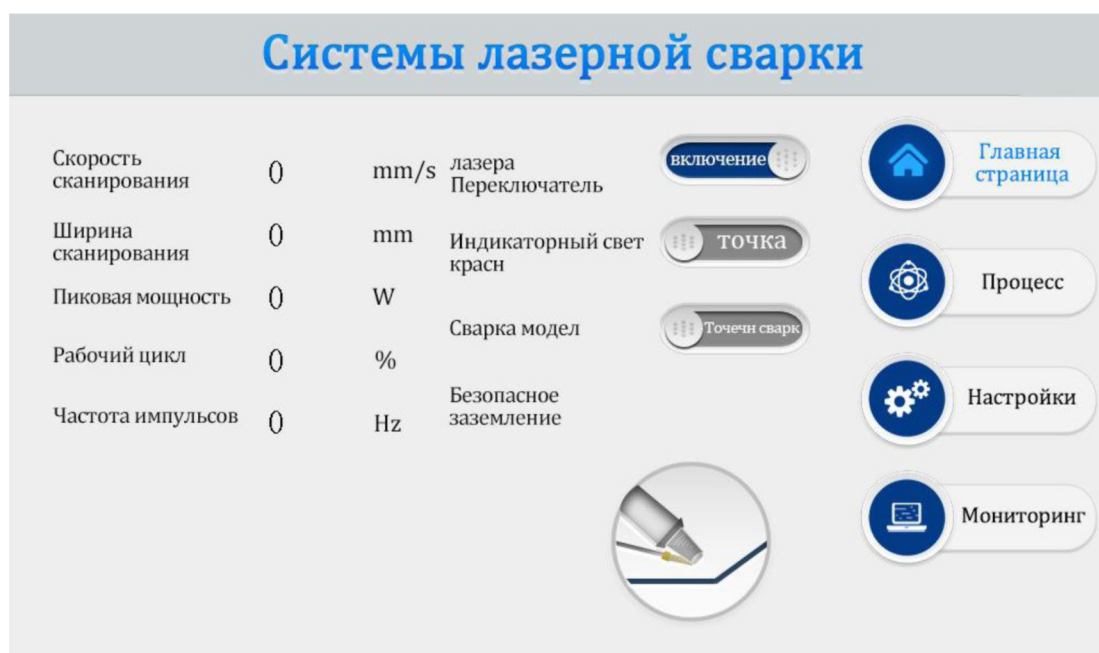 Системы лазерной сварки
Скорость
сканирования
0
mm/s
Ширина
сканирования
0
mm
Пиковая мощность
0
W
Рабочий цикл
0
%
Частота импульсов
0
Hz
лазера
Переключатель
включение
Индикаторный свет
красн
точка
Сварка модел
Точечн сварк
Безопасное
заземление
Главная
страница
Процесс
Настройки
Мониторинг